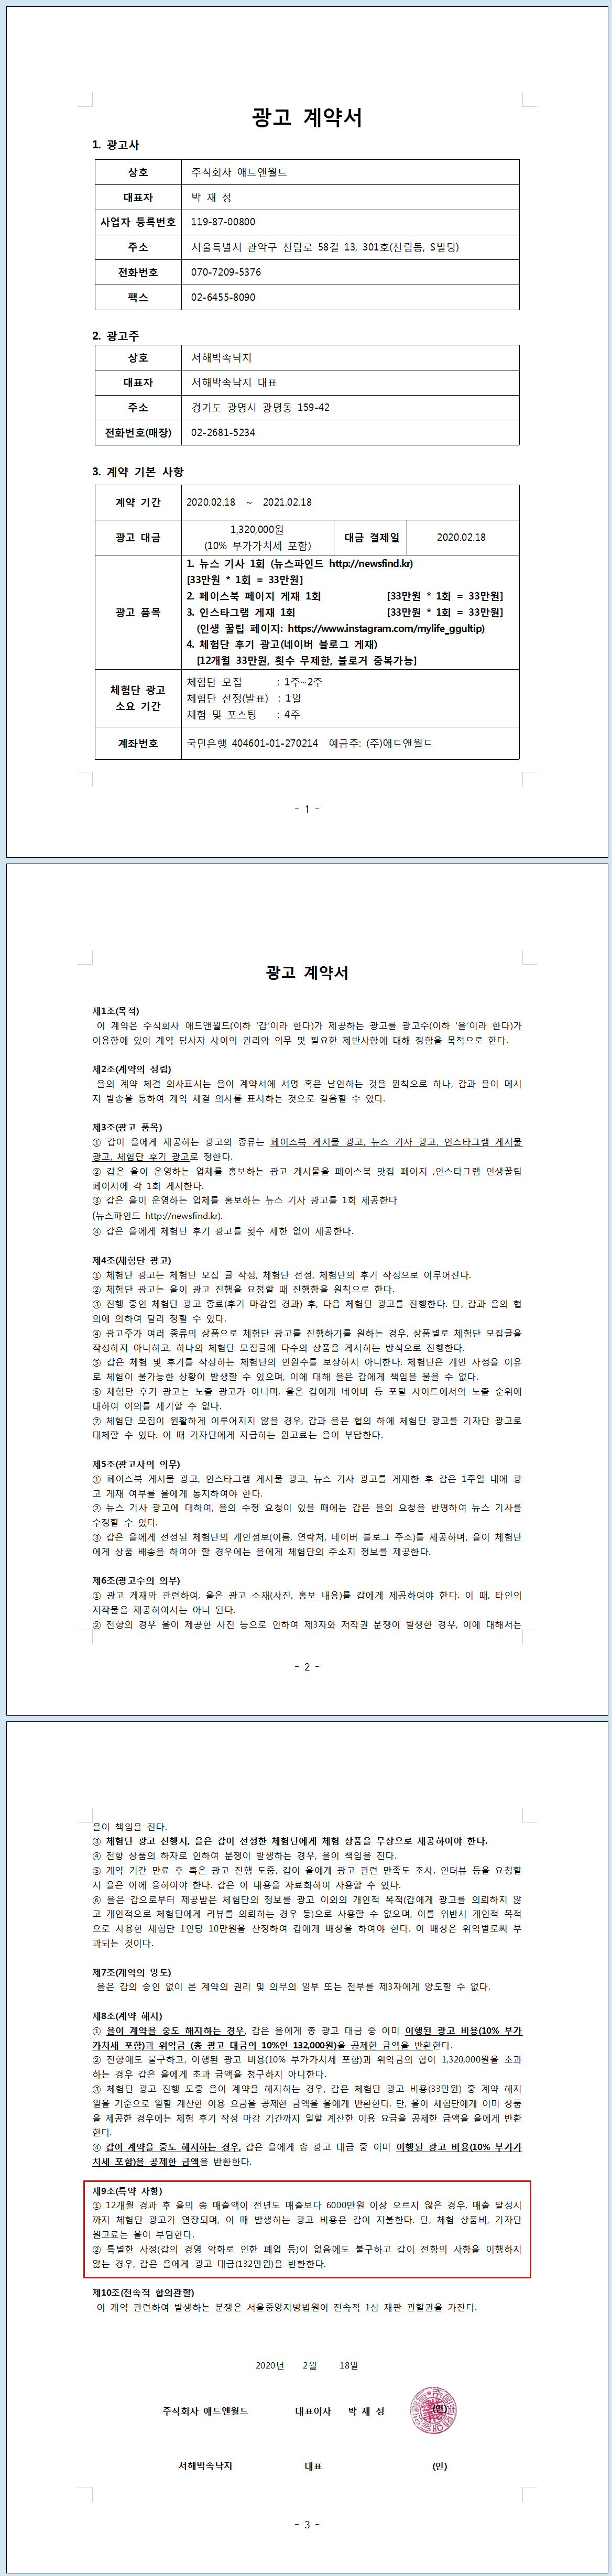 광고 계약서
1. 광고사
상호 주식회사 애드앤월드
대표자 박 재 성
사업자 등록번호 119-87-00800
주소 서울특별시 관악구 신림로 58길 13, 301호(신림동, S빌딩)
전화번호 070-7209-5376
팩스 02-6455-8090
2. 광고주
상호 서해박속낙지
대표자 서해박속낙지 대표
주소 경기도 광명시 광명동 159-42
전화번호(매장) 02-2681-5234
3. 계약 기본 사항
계약 기간 2020.02.18 ~ 2021.02.18
광고 대금 1,320,000원 (10% 부가가치세 포함) 대금 결제일 2020.02.18
광고 품목
1. 뉴스 기사 1회 (뉴스파인드 http://newsfind.kr)
[33만원 * 1회 = 33만원]
2. 페이스북 페이지 게재 1회 [33만원 * 1회 = 33만원]
3. 인스타그램 게재 1회 [33만원 * 1회 = 33만원]
(인생 꿀팁 페이지: https://www.instagram.com/mylife_ggultip)
4. 체험단 후기 광고(네이버 블로그 게재)
[12개월 33만원, 횟수 무제한, 블로거 중복가능]
체험단 광고 소요 기간
체험단 모집 : 1주~2주
체험단 선정(발표) : 1일
체험 및 포스팅 : 4주
계좌번호 국민은행 404601-01-270214 예금주: (주)애드앤월드
- 1 -
광고 계약서
제1조(목적)
이 계약은 주식회사 애드앤월드(이하 '갑'이라 한다)가 제공하는 광고를 광고주(이하 '을'이라 한다)가
이용함에 있어 계약 당사자 사이의 권리와 의무 및 필요한 제반사항에 대해 정함을 목적으로 한다.
제2조(계약의 성립)
을의 계약 체결 의사표시는 을이 계약서에 서명 혹은 날인하는 것을 원칙으로 하나, 갑과 을이 메시
지 발송을 통하여 계약 체결 의사를 표시하는 것으로 갈음할 수 있다.
제3조(광고 품목)
① 갑이 을에게 제공하는 광고의 종류는 페이스북 게시물 광고, 뉴스 기사 광고, 인스타그램 게시물
광고, 체험단 후기 광고로 정한다.
② 갑은 을이 운영하는 업체를 홍보하는 광고 게시물을 페이스북 맛집 페이지 ,인스타그램 인생꿀팁
페이지에 각 1회 게시한다.
③ 갑은 을이 운영하는 업체를 홍보하는 뉴스 기사 광고를 1회 제공한다
(뉴스파인드 http://newsfind.kr).
④ 갑은 을에게 체험단 후기 광고를 횟수 제한 없이 제공한다.
제4조(체험단 광고)
① 체험단 광고는 체험단 모집 글 작성, 체험단 선정, 체험단의 후기 작성으로 이루어진다.
② 체험단 광고는 을이 광고 진행을 요청할 때 진행함을 원칙으로 한다.
③ 진행 중인 체험단 광고 종료(후기 마감일 경과) 후, 다음 체험단 광고를 진행한다. 단, 갑과 을의 협
의에 의하여 달리 정할 수 있다.
④ 광고주가 여러 종류의 상품으로 체험단 광고를 진행하기를 원하는 경우, 상품별로 체험단 모집글을
작성하지 아니하고, 하나의 체험단 모집글에 다수의 상품을 게시하는 방식으로 진행한다.
⑤ 갑은 체험 및 후기를 작성하는 체험단의 인원수를 보장하지 아니한다. 체험단은 개인 사정을 이유
로 체험이 불가능한 상황이 발생할 수 있으며, 이에 대해 을은 갑에게 책임을 물을 수 없다.
⑥ 체험단 후기 광고는 노출 광고가 아니며, 을은 갑에게 네이버 등 포털 사이트에서의 노출 순위에
대하여 이의를 제기할 수 없다.
⑦ 체험단 모집이 원활하게 이루어지지 않을 경우, 갑과 을은 협의 하에 체험단 광고를 기자단 광고로
대체할 수 있다. 이 때 기자단에게 지급하는 원고료는 을이 부담한다.
제5조(광고사의 의무)
① 페이스북 게시물 광고, 인스타그램 게시물 광고, 뉴스 기사 광고를 게재한 후 갑은 1주일 내에 광
고 게재 여부를 을에게 통지하여야 한다.
② 뉴스 기사 광고에 대하여, 을의 수정 요청이 있을 때에는 갑은 을의 요청을 반영하여 뉴스 기사를
수정할 수 있다.
③ 갑은 을에게 선정된 체험단의 개인정보(이름, 연락처, 네이버 블로그 주소)를 제공하며, 을이 체험단
에게 상품 배송을 하여야 할 경우에는 을에게 체험단의 주소지 정보를 제공한다.
제6조(광고주의 의무)
① 광고 게재와 관련하여, 을은 광고 소재(사진, 홍보 내용)를 갑에게 제공하여야 한다. 이 때, 타인의
저작물을 제공하여서는 아니 된다.
② 전항의 경우 을이 제공한 사진 등으로 인하여 제3자와 저작권 분쟁이 발생한 경우, 이에 대해서는
- 2 -
을이 책임을 진다.
③ 체험단 광고 진행시, 을은 갑이 선정한 체험단에게 체험 상품을 무상으로 제공하여야 한다.
④ 전항 상품의 하자로 인하여 분쟁이 발생하는 경우, 을이 책임을 진다.
⑤ 계약 기간 만료 후 혹은 광고 진행 도중, 갑이 을에게 광고 관련 만족도 조사, 인터뷰 등을 요청할
시 을은 이에 응하여야 한다. 갑은 이 내용을 자료화하여 사용할 수 있다.
⑥ 을은 갑으로부터 제공받은 체험단의 정보를 광고 이외의 개인적 목적(갑에게 광고를 의뢰하지 않
고 개인적으로 체험단에게 리뷰를 의뢰하는 경우 등)으로 사용할 수 없으며, 이를 위반시 개인적 목적
으로 사용한 체험단 1인당 10만원을 산정하여 갑에게 배상을 하여야 한다. 이 배상은 위약벌로써 부
과되는 것이다.
제7조(계약의 양도)
을은 갑의 승인 없이 본 계약의 권리 및 의무의 일부 또는 전부를 제3자에게 양도할 수 없다.
제8조(계약 해지)
① 을이 계약을 중도 해지하는 경우, 갑은 을에게 총 광고 대금 중 이미 이행된 광고 비용(10% 부가
가치세 포함)과 위약금 (총 광고 대금의 10%인 132,000원)을 공제한 금액을 반환한다.
② 전항에도 불구하고, 이행된 광고 비용(10% 부가가치세 포함)과 위약금의 합이 1,320,000원을 초과
하는 경우 갑은 을에게 초과 금액을 청구하지 아니한다.
③ 체험단 광고 진행 도중 을이 계약을 해지하는 경우, 갑은 체험단 광고 비용(33만원) 중 계약 해지
일을 기준으로 일할 계산한 이용 요금을 공제한 금액을 을에게 반환한다. 단, 을이 체험단에게 이미 상품
을 제공한 경우에는 체험 후기 작성 마감 기간까지 일할 계산한 이용 요금을 공제한 금액을 을에게 반환
한다.
④ 갑이 계약을 중도 해지하는 경우, 갑은 을에게 총 광고 대금 중 이미 이행된 광고 비용(10% 부가가
치세 포함)을 공제한 금액을 반환한다.
제9조(특약 사항)
① 12개월 경과 후 을의 총 매출액이 전년도 매출보다 6000만원 이상 오르지 않은 경우, 매출 달성시
까지 체험단 광고가 연장되며, 이 때 발생하는 광고 비용은 갑이 지불한다. 단, 체험 상품비, 기자단
원고료는 을이 부담한다.
② 특별한 사정(갑의 경영 악화로 인한 폐업 등)이 없음에도 불구하고 갑이 전항의 사항을 이행하지
않는 경우, 갑은 을에게 광고 대금(132만원)을 반환한다.
제10조(전속적 합의관할)
이 계약 관련하여 발생하는 분쟁은 서울중앙지방법원이 전속적 1심 재판 관할권을 가진다.
2020년 2월 18일
주식회사 애드앤월드 대표이사 박 재 성 (인)
서해박속낙지 대표 (인)
- 3 -